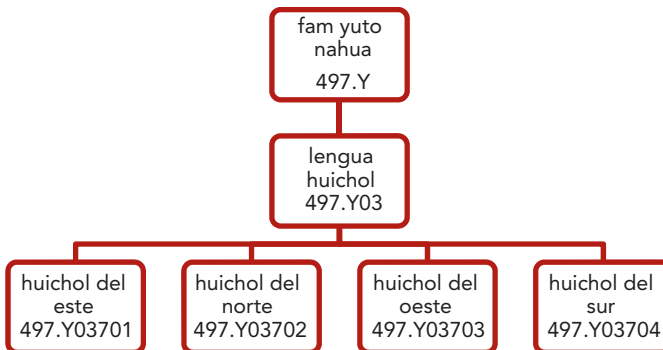 fam yuto
nahua
497.Y
lengua
huichol
497.Y03
huichol del
este
497.Y03701
huichol del
norte
497.Y03702
huichol del
oeste
497.Y03703
huichol del
sur
497.Y03704